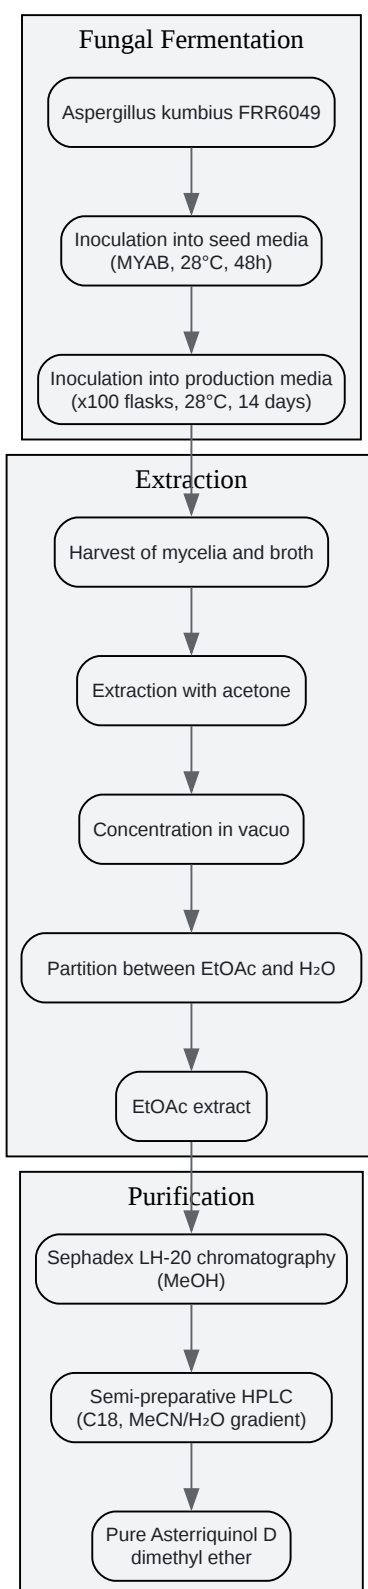 Fungal Fermentation
Aspergillus kumbius FRR6049
Inoculation into seed media
(MYAB, 28°C, 48h)
Inoculation into production media
(x100 flasks, 28°C, 14 days)
Extraction
Harvest of mycelia and broth
Extraction with acetone
Concentration in vacuo
Partition between EtOAc and H₂O
EtOAc extract
Purification
Sephadex LH-20 chromatography
(MeOH)
Semi-preparative HPLC
(C18, MeCN/H₂O gradient)
Pure Asterriquinol D
dimethyl ether